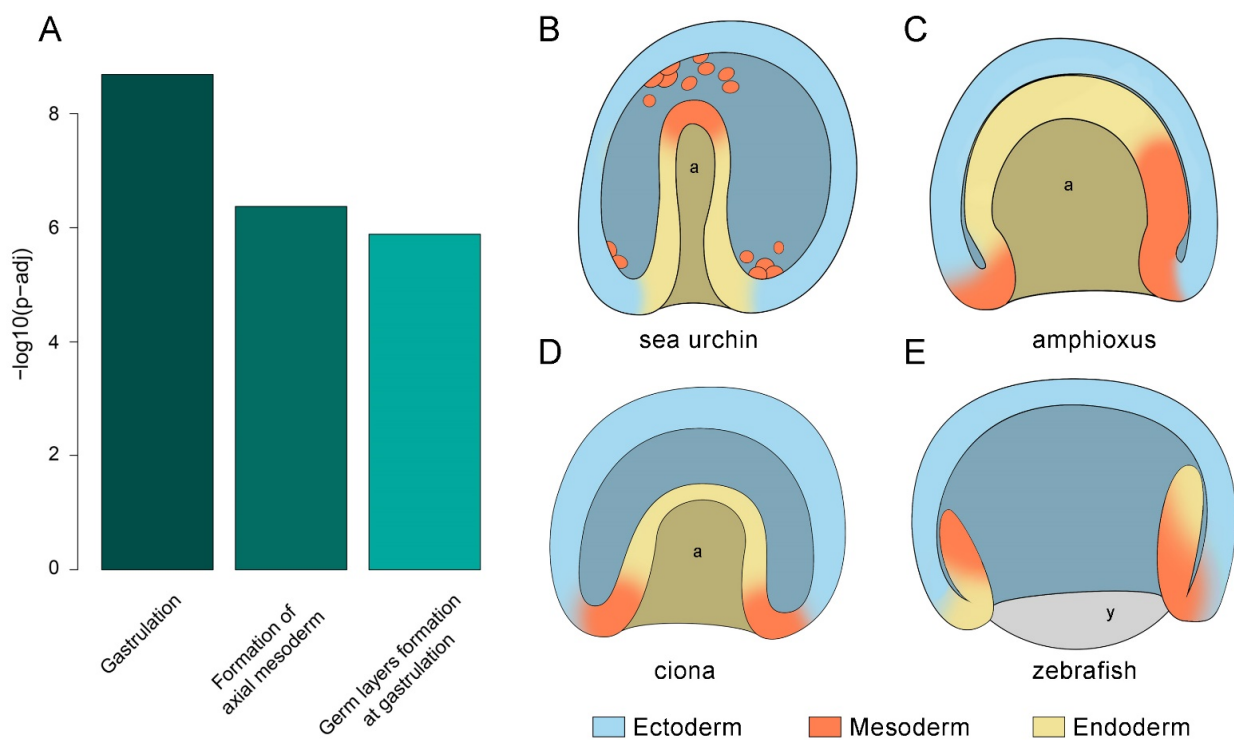 A
−log10(p−adj)
8
6
4
2
0
Gastrulation
Formation of
axial mesoderm
Germ layers formation
at gastrulation
B
a
sea urchin
C
a
amphioxus
D
a
ciona
E
y
zebrafish
Ectoderm
Mesoderm
Endoderm